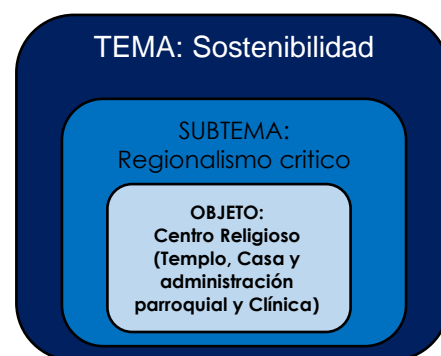 TEMA: Sostenibilidad
SUBTEMA:
Regionalismo critico
OBJETO:
Centro Religioso
(Templo, Casa y
administración
parroquial y Clínica)